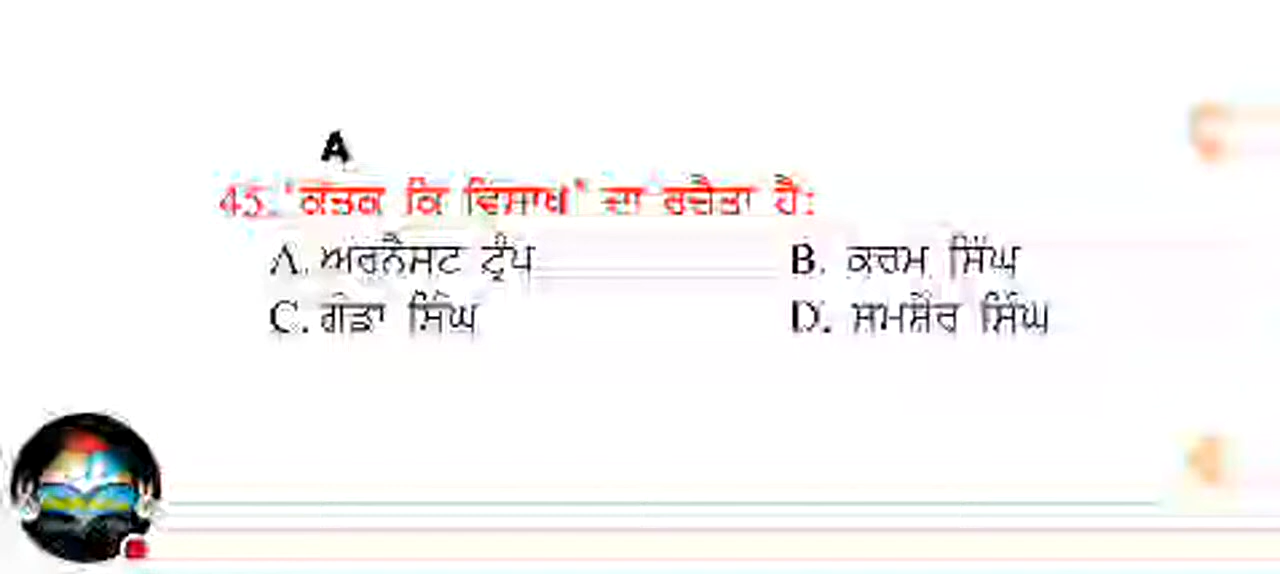 A
45. 'ਕੱਤਕ ਕਿ ਵਿਸਾਖ' ਦਾ ਰਚੈਤਾ ਹੈ:
A. ਅਰਨੈਸਟ ਟ੍ਰੰਪ B. ਕਰਮ ਸਿੰਘ
C. ਗੰਡਾ ਸਿੰਘ D. ਸ਼ਮਸ਼ੇਰ ਸਿੰਘ